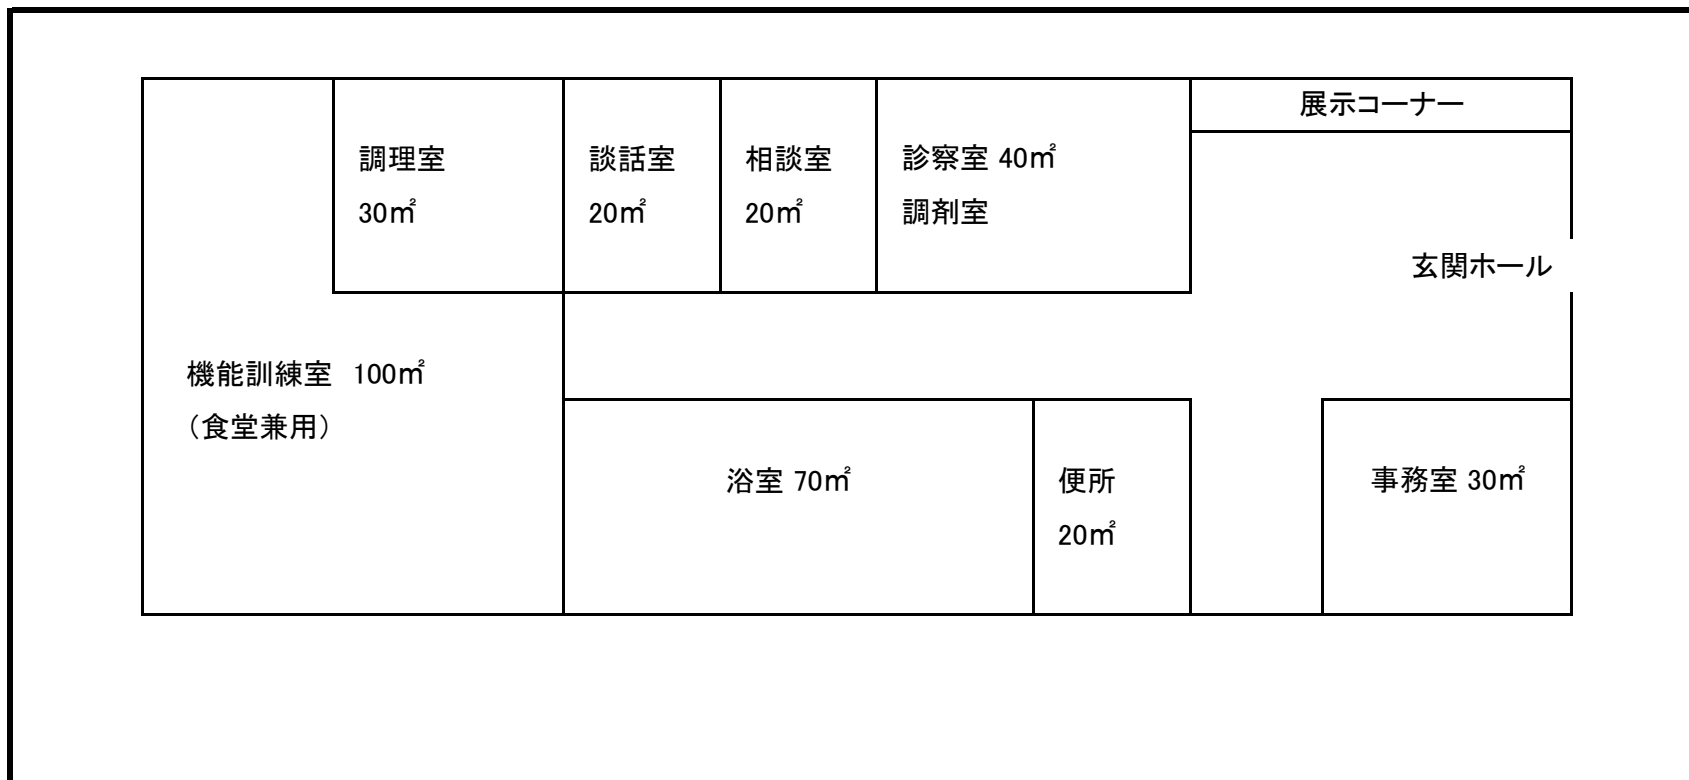 展示コーナー
調理室
30㎡
談話室
20㎡
相談室
20㎡
診察室 40㎡
調剤室
玄関ホール
機能訓練室　100㎡
（食堂兼用）
浴室 70㎡
便所
20㎡
事務室 30㎡